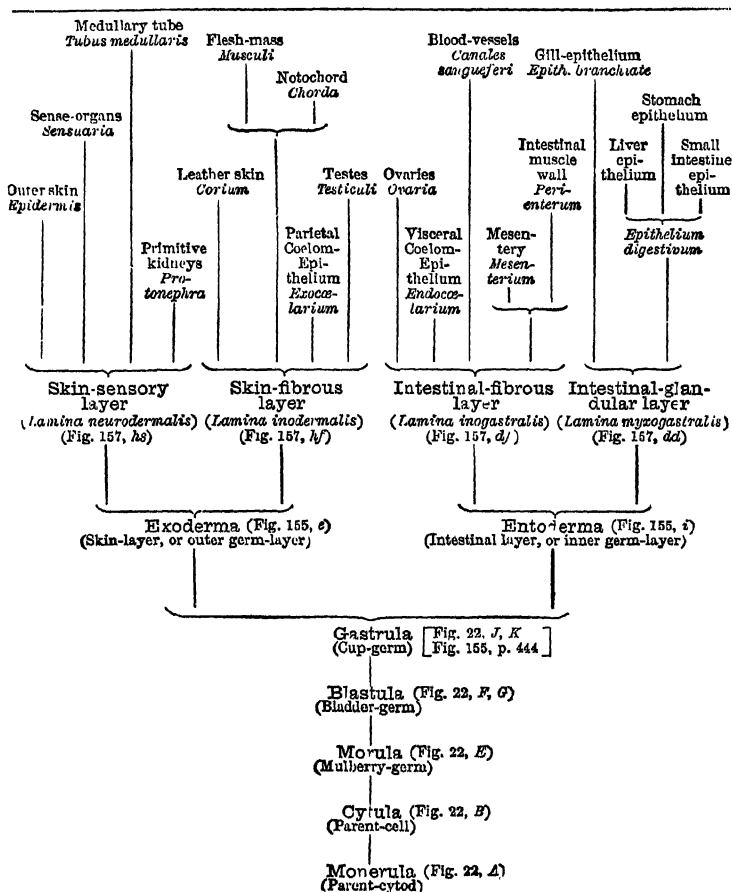 Medullary tube
Tubus medullaris
Flesh-mass
Musculi
Notochord
Chorda
Blood-vessels
Canales
sanguiferi
Gill-epithelium
Epith. branchiate
Stomach
epithelium
Sense-organs
Sensuaria
Intestinal
muscle
wall
Peri-
enterum
Liver
epi-
thelium
Small
intestine
epi-
thelium
Leather skin
Corium
Testes
Testiculi
Ovaries
Ovaria
Outer skin
Epidermis
Epithelium
digestivum
Primitive
kidneys
Pro-
tonephra
Parietal
Coelom-
Epi-
thelium
Exocœ-
larium
Visceral
Coelom-
Epi-
thelium
Endocœ-
larium
Mesen-
tery
Mesen-
terium
Skin-sensory
layer
(Lamina neurodermalis)
(Fig. 157, hs)
Skin-fibrous
layer
(Lamina inodermalis)
(Fig. 157, hf)
Intestinal-fibrous
layer
(Lamina inogastralis)
(Fig. 157, df)
Intestinal-glan-
dular layer
(Lamina myxogastralis)
(Fig. 157, dd)
Exoderma (Fig. 155, e)
(Skin-layer, or outer germ-layer)
Entoderma (Fig. 155, i)
(Intestinal layer, or inner germ-layer)
Gastrula [Fig. 22, J, K
(Cup-germ) Fig. 155, p. 444]
Blastula (Fig. 22, F, G)
(Bladder-germ)
Morula (Fig. 22, E)
(Mulberry-germ)
Cytula (Fig. 22, B)
(Parent-cell)
Monerula (Fig. 22, A)
(Parent-cytod)